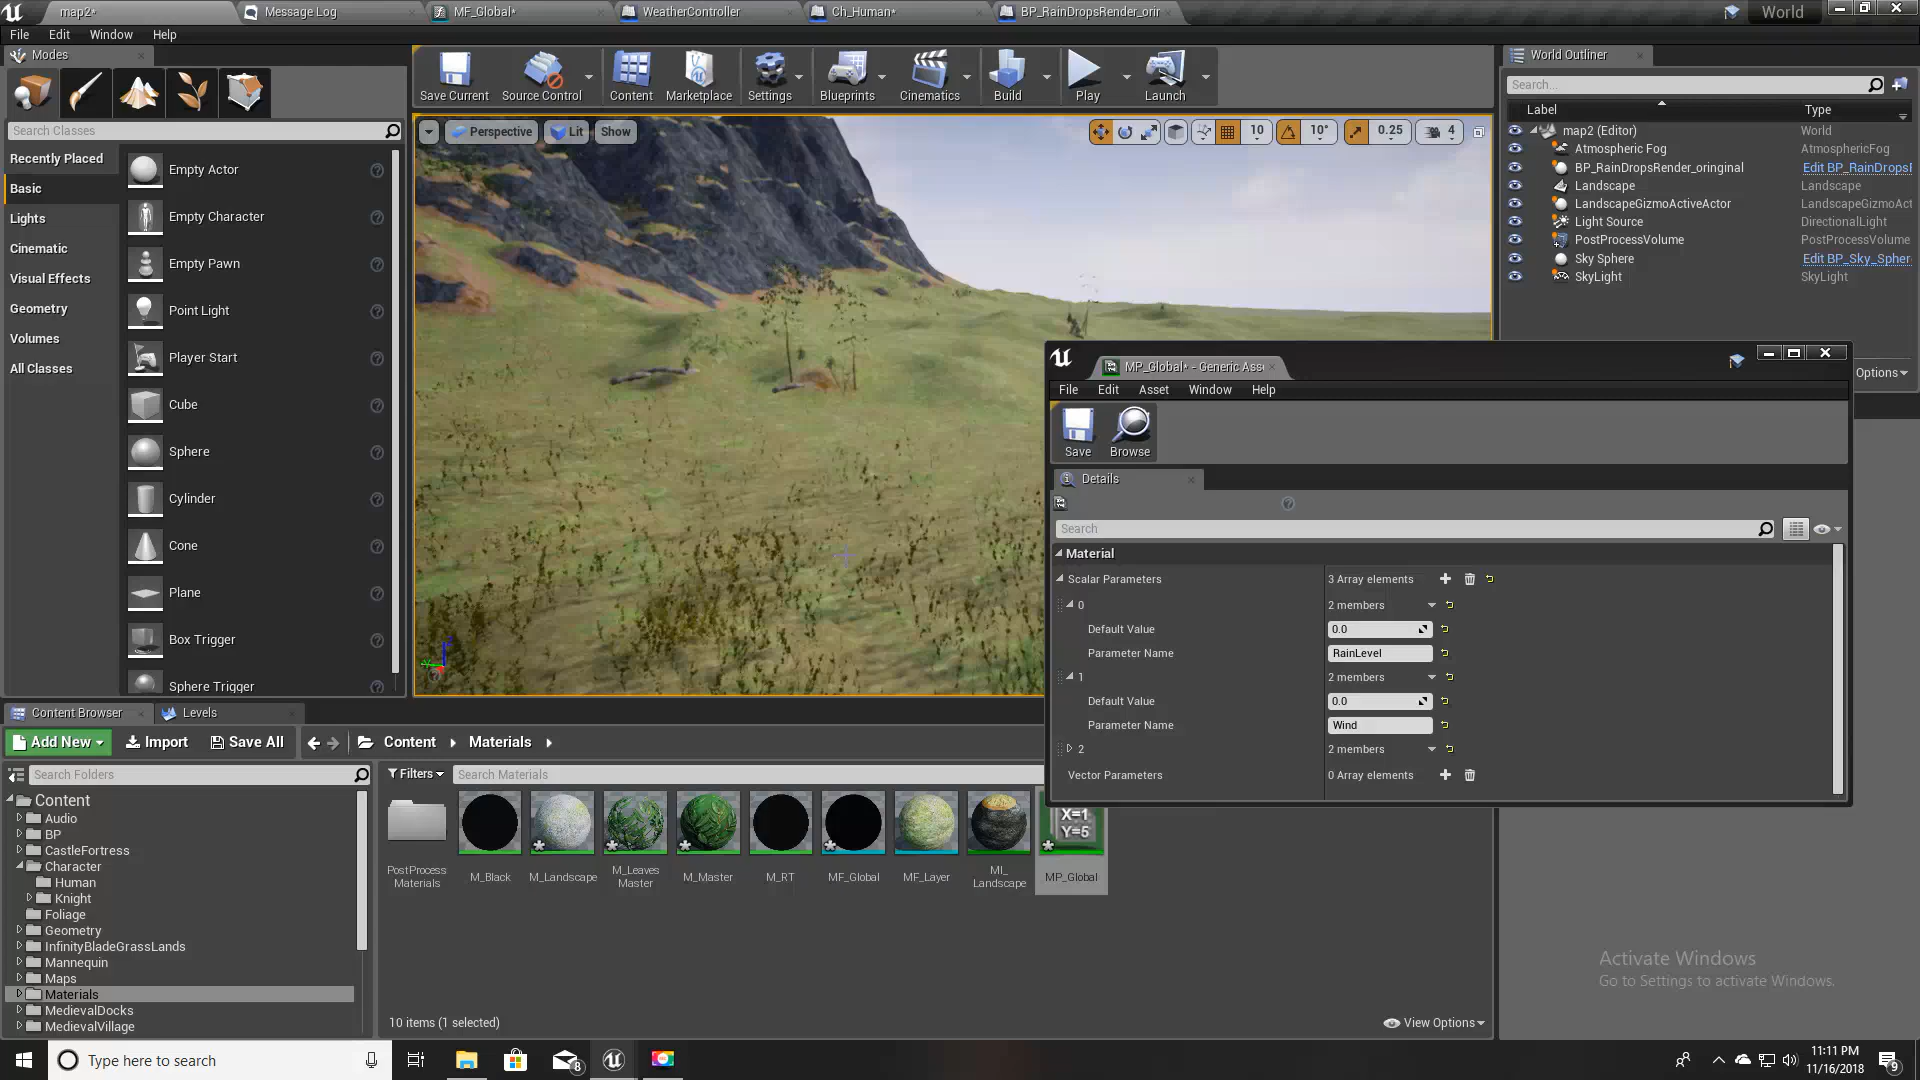 map2*
Message Log
MF_Global*
WeatherController
Ch_Human*
BP_RainDropsRender_orir
World
File Edit Window Help
Modes
Search Classes
Recently Placed
Basic
Lights
Cinematic
Visual Effects
Geometry
Volumes
All Classes
Empty Actor
Empty Character
Empty Pawn
Point Light
Player Start
Cube
Sphere
Cylinder
Cone
Plane
Box Trigger
Sphere Trigger
Save Current
Source Control
Content
Marketplace
Settings
Blueprints
Cinematics
Build
Play
Launch
Perspective
Lit
Show
10
10°
0.25
4
World Outliner
Search...
Label Type
map2 (Editor) World
Atmospheric Fog AtmosphericFog
BP_RainDropsRender_oringinal Edit BP_RainDropsI
Landscape Landscape
LandscapeGizmoActiveActor LandscapeGizmoAct
Light Source DirectionalLight
PostProcessVolume PostProcessVolume
Sky Sphere Edit BP_Sky_Spher
SkyLight SkyLight
Options
MP_Global* - Generic Asse
File Edit Asset Window Help
Save Browse
Details
Search
Material
Scalar Parameters 3 Array elements
0 2 members
Default Value 0.0
Parameter Name RainLevel
1 2 members
Default Value 0.0
Parameter Name Wind
2 2 members
Vector Parameters 0 Array elements
Content Browser
Levels
Add New
Import
Save All
Content
Materials
Search Folders
Filters
Search Materials
Content
Audio
BP
CastleFortress
Character
Human
Knight
Foliage
Geometry
InfinityBladeGrassLands
Mannequin
Maps
Materials
MedievalDocks
MedievalVillage
PostProcess
Materials
M_Black
M_Landscape
M_Leaves
Master
M_Master
M_RT
MF_Global
MF_Layer
MI_
Landscape
X=1
Y=5
MP_Global
10 items (1 selected)
View Options
Activate Windows
Go to Settings to activate Windows.
Type here to search
8
11:11 PM
11/16/2018
9